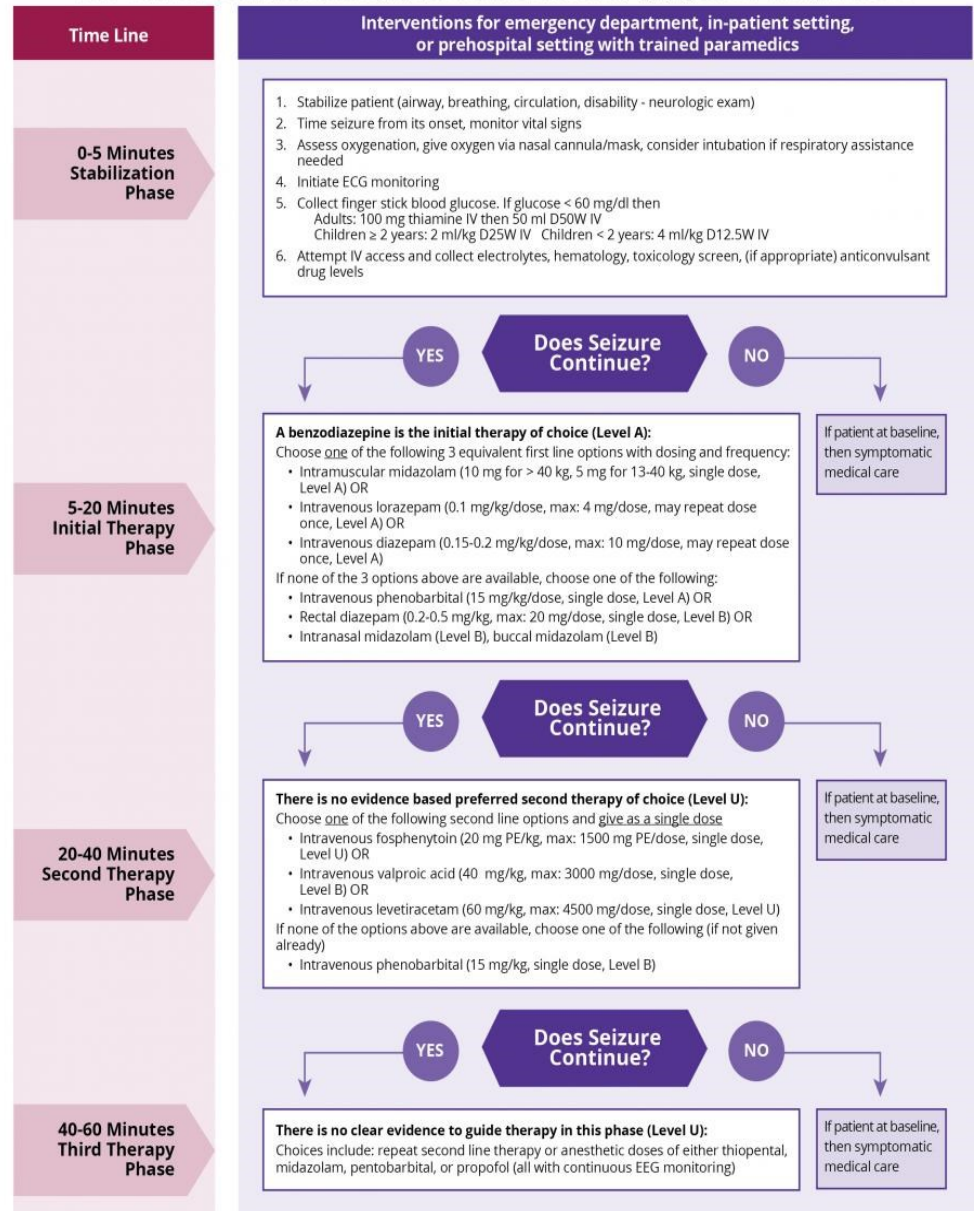 Time Line
Interventions for emergency department, in-patient setting,
or prehospital setting with trained paramedics
0-5 Minutes
Stabilization
Phase
1. Stabilize patient (airway, breathing, circulation, disability - neurologic exam)
2. Time seizure from its onset, monitor vital signs
3. Assess oxygenation, give oxygen via nasal cannula/mask, consider intubation if respiratory assistance
needed
4. Initiate ECG monitoring
5. Collect finger stick blood glucose. If glucose < 60 mg/dl then
Adults: 100 mg thiamine IV then 50 ml D50W IV
Children ≥ 2 years: 2 ml/kg D25W IV Children < 2 years: 4 ml/kg D12.5W IV
6. Attempt IV access and collect electrolytes, hematology, toxicology screen, (if appropriate) anticonvulsant
drug levels
YES
Does Seizure
Continue?
NO
5-20 Minutes
Initial Therapy
Phase
A benzodiazepine is the initial therapy of choice (Level A):
Choose one of the following 3 equivalent first line options with dosing and frequency:
• Intramuscular midazolam (10 mg for > 40 kg, 5 mg for 13-40 kg, single dose,
Level A) OR
• Intravenous lorazepam (0.1 mg/kg/dose, max: 4 mg/dose, may repeat dose
once, Level A) OR
• Intravenous diazepam (0.15-0.2 mg/kg/dose, max: 10 mg/dose, may repeat dose
once, Level A)
If none of the 3 options above are available, choose one of the following:
• Intravenous phenobarbital (15 mg/kg/dose, single dose, Level A) OR
• Rectal diazepam (0.2-0.5 mg/kg, max: 20 mg/dose, single dose, Level B) OR
• Intranasal midazolam (Level B), buccal midazolam (Level B)
If patient at baseline,
then symptomatic
medical care
YES
Does Seizure
Continue?
NO
20-40 Minutes
Second Therapy
Phase
There is no evidence based preferred second therapy of choice (Level U):
Choose one of the following second line options and give as a single dose
• Intravenous fosphenytoin (20 mg PE/kg, max: 1500 mg PE/dose, single dose,
Level U) OR
• Intravenous valproic acid (40 mg/kg, max: 3000 mg/dose, single dose,
Level B) OR
• Intravenous levetiracetam (60 mg/kg, max: 4500 mg/dose, single dose, Level U)
If none of the options above are available, choose one of the following (if not given
already)
• Intravenous phenobarbital (15 mg/kg, single dose, Level B)
If patient at baseline,
then symptomatic
medical care
YES
Does Seizure
Continue?
NO
40-60 Minutes
Third Therapy
Phase
There is no clear evidence to guide therapy in this phase (Level U):
Choices include: repeat second line therapy or anesthetic doses of either thiopental,
midazolam, pentobarbital, or propofol (all with continuous EEG monitoring)
If patient at baseline,
then symptomatic
medical care